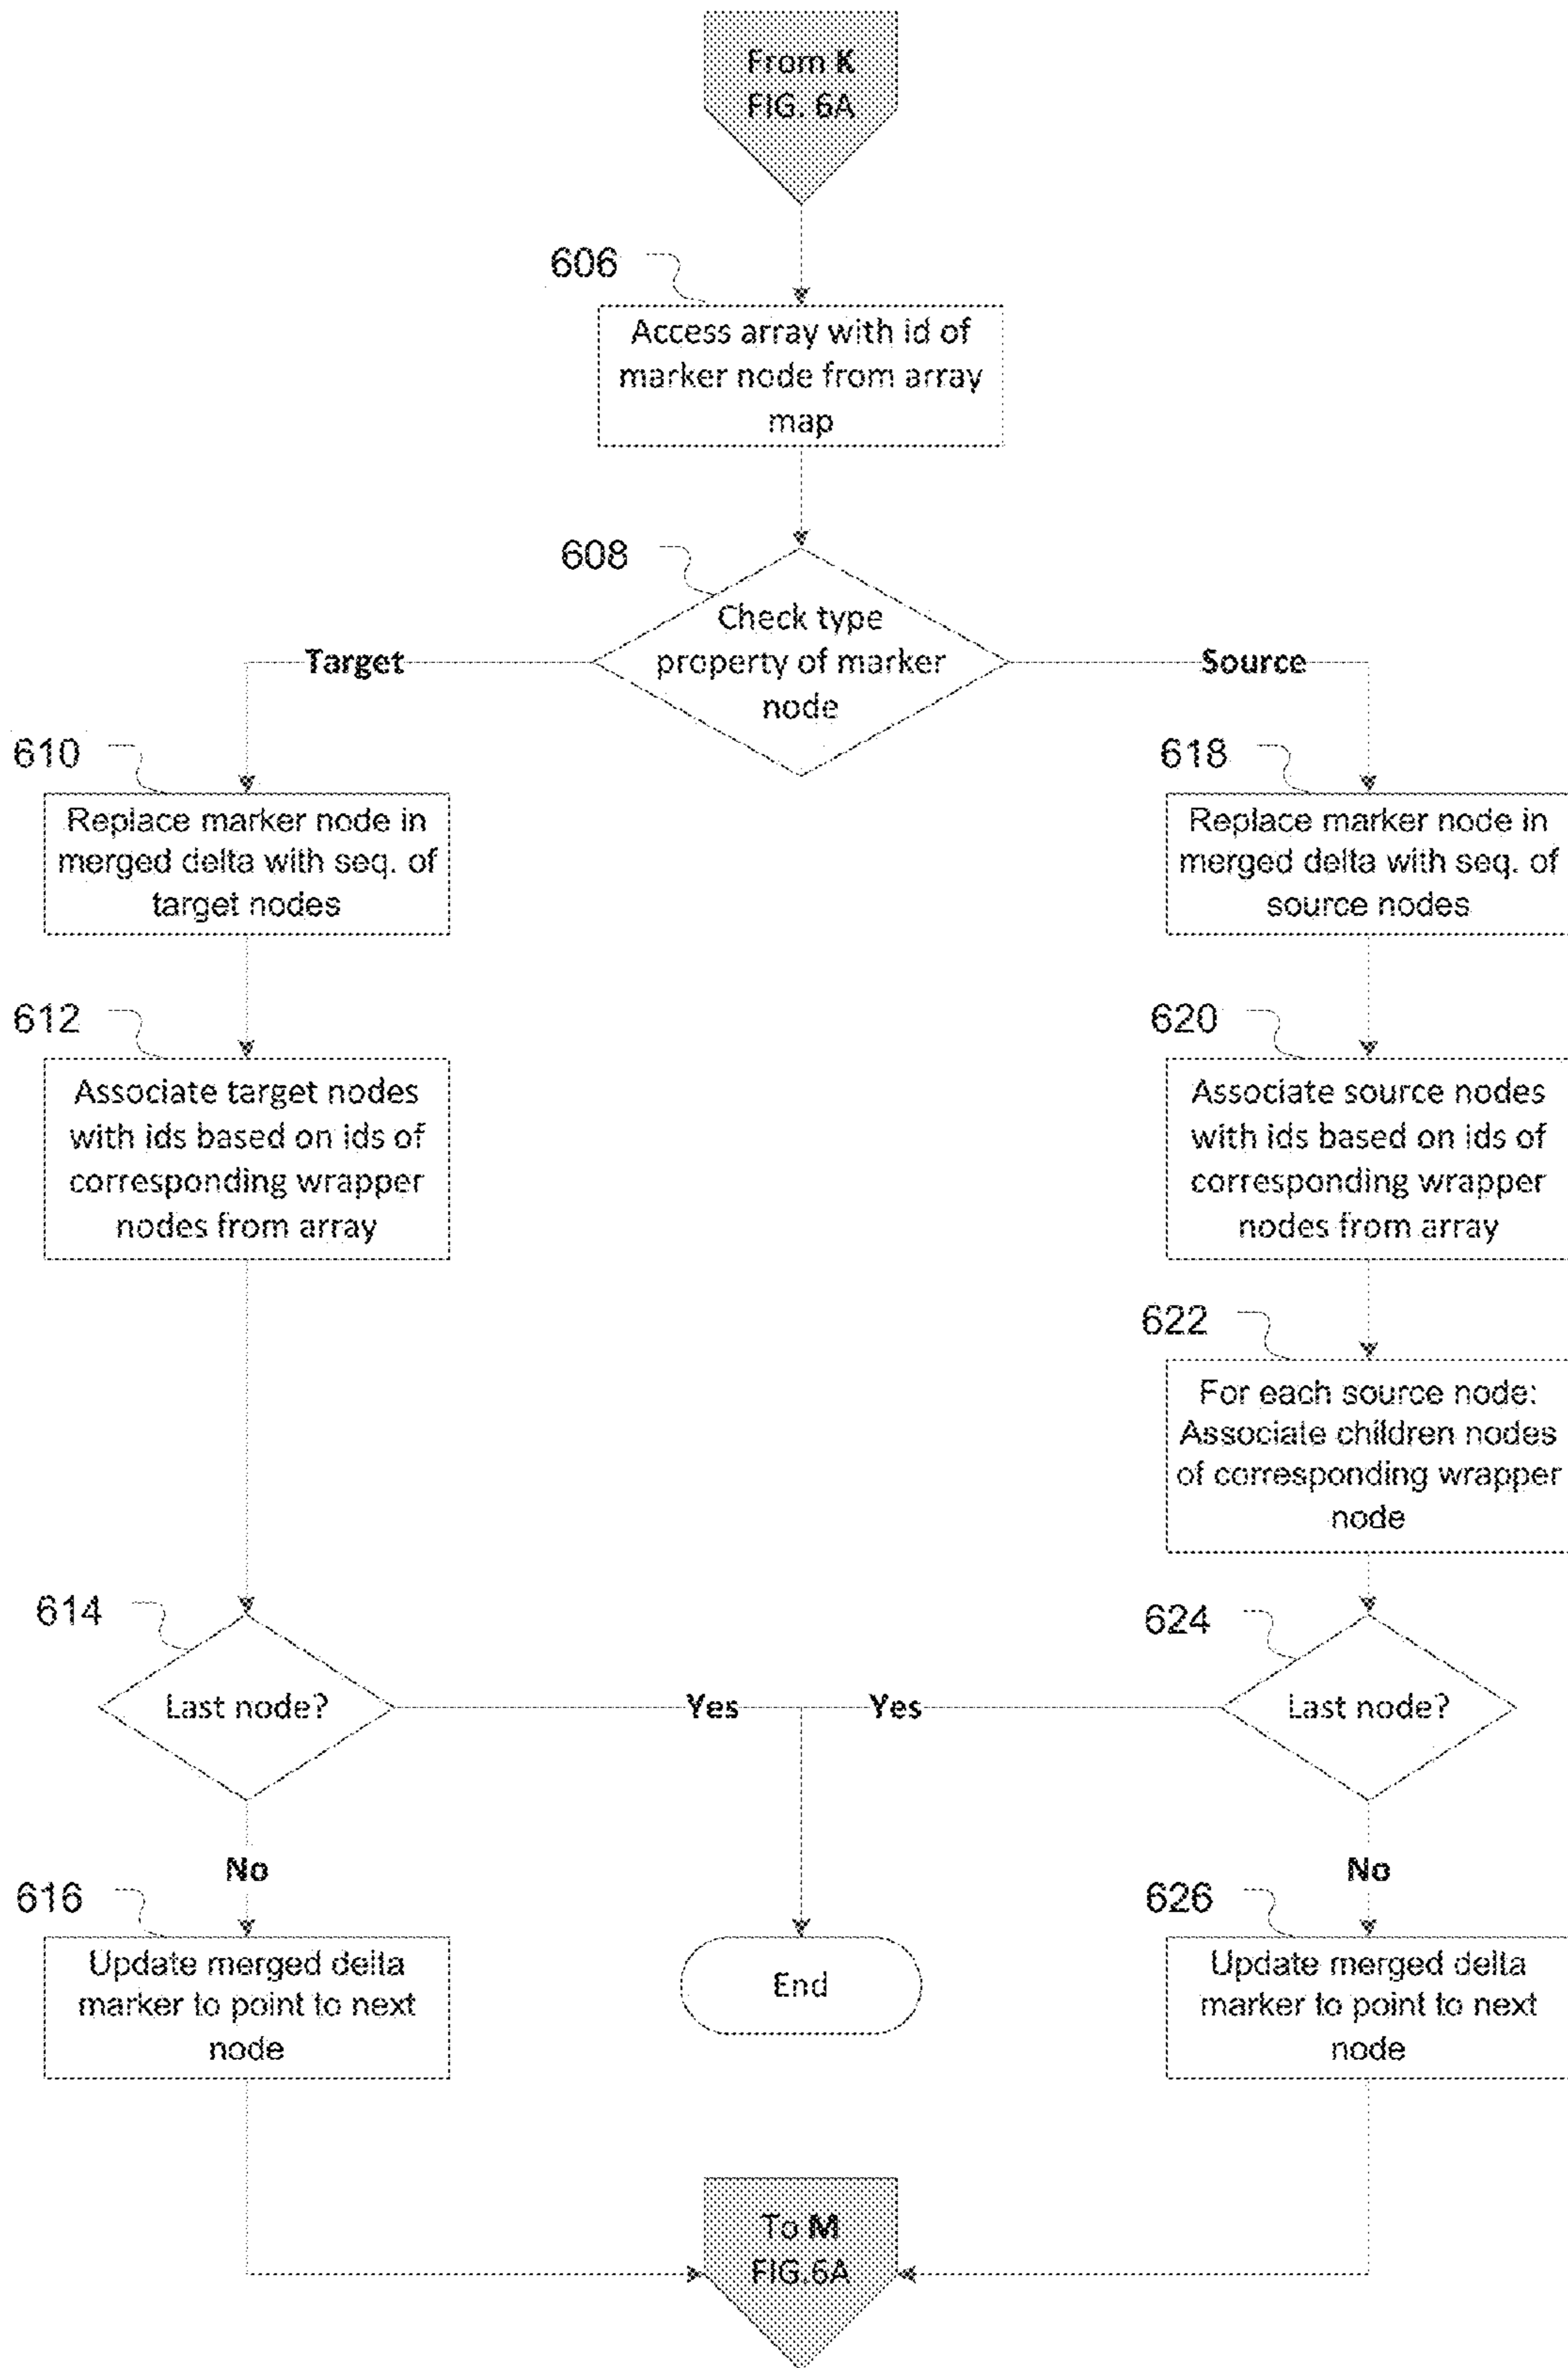 From K
FIG. 6A
606
Access array with id of
marker node from array
map
608
Check type
property of marker
node
Target
Source
610
Replace marker node in
merged delta with seq. of
target nodes
618
Replace marker node in
merged delta with seq. of
source nodes
612
Associate target nodes
with ids based on ids of
corresponding wrapper
nodes from array
620
Associate source nodes
with ids based on ids of
corresponding wrapper
nodes from array
622
For each source node:
Associate children nodes
of corresponding wrapper
node
614
Last node?
Yes
Yes
624
Last node?
No
No
616
Update merged delta
marker to point to next
node
End
626
Update merged delta
marker to point to next
node
To M
FIG.6A